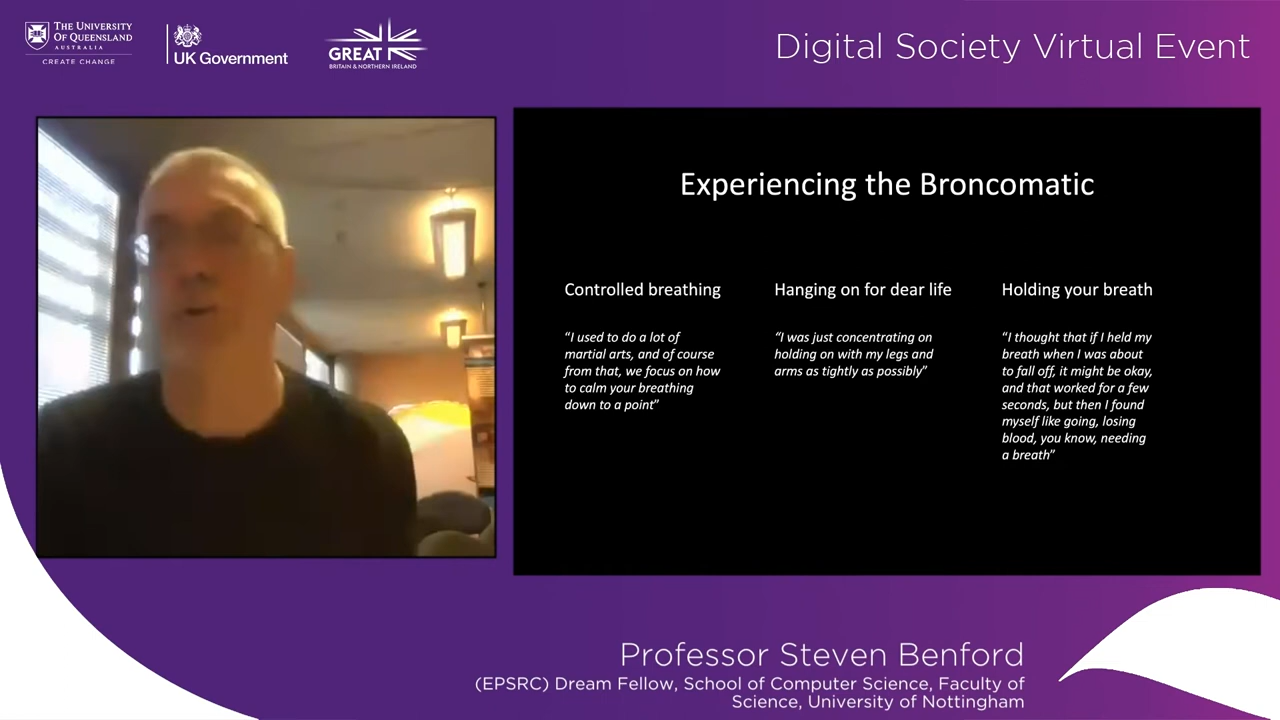 THE UNIVERSITY
OF QUEENSLAND
AUSTRALIA
CREATE CHANGE
UK Government
GREAT
BRITAIN & NORTHERN IRELAND
Digital Society Virtual Event
Experiencing the Broncomatic
Controlled breathing
“I used to do a lot of
martial arts, and of course
from that, we focus on how
to calm your breathing
down to a point”
Hanging on for dear life
“I was just concentrating on
holding on with my legs and
arms as tightly as possibly”
Holding your breath
“I thought that if I held my
breath when I was about
to fall off, it might be okay,
and that worked for a few
seconds, but then I found
myself like going, losing
blood, you know, needing
a breath”
Professor Steven Benford
(EPSRC) Dream Fellow, School of Computer Science, Faculty of
Science, University of Nottingham